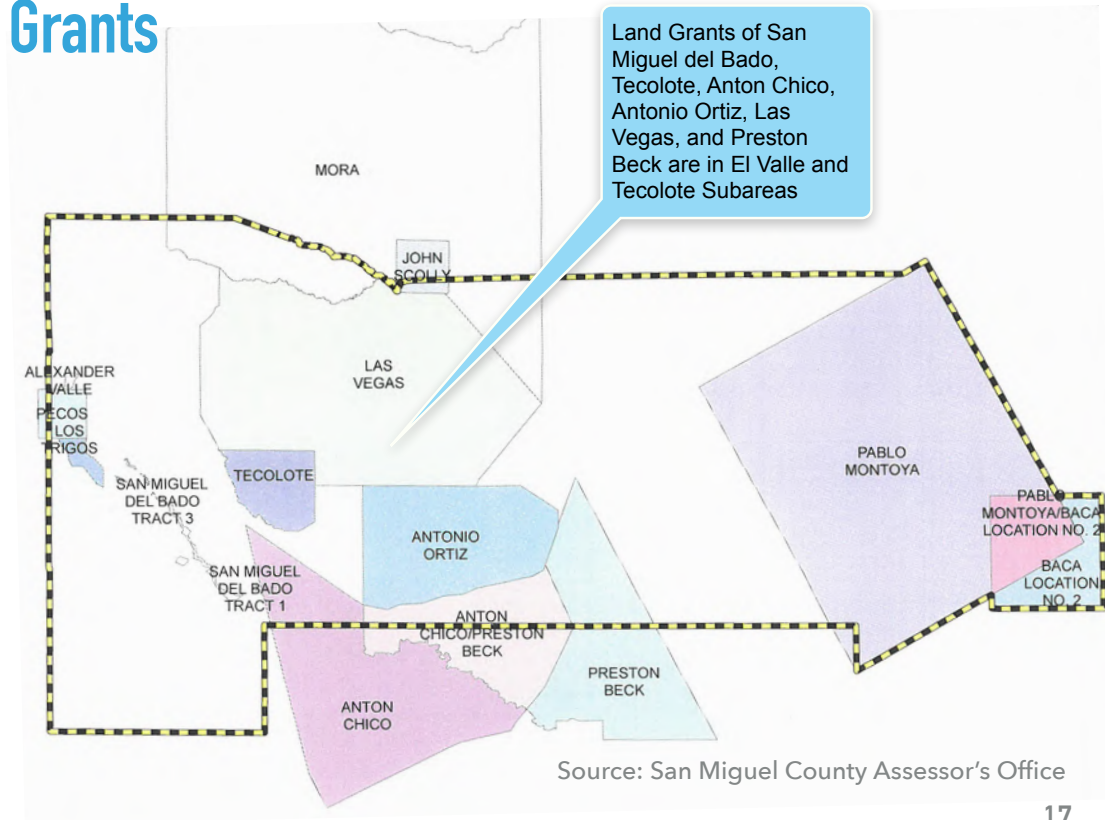 Grants
Land Grants of San
Miguel del Bado,
Tecolote, Anton Chico,
Antonio Ortiz, Las
Vegas, and Preston
Beck are in El Valle and
Tecolote Subareas
MORA
JOHN
SCOLLY
LAS
VEGAS
ALEXANDER
VALLE
PECOS
LOS
TRIGOS
SAN MIGUEL
DEL BADO
TRACT 3
TECOLOTE
PABLO
MONTOYA
PABLO
MONTOYA/BACA
LOCATION NO. 2
BACA
LOCATION
NO. 2
ANTONIO
ORTIZ
SAN MIGUEL
DEL BADO
TRACT 1
ANTON
CHICO/PRESTON
BECK
PRESTON
BECK
ANTON
CHICO
Source: San Miguel County Assessor's Office
17